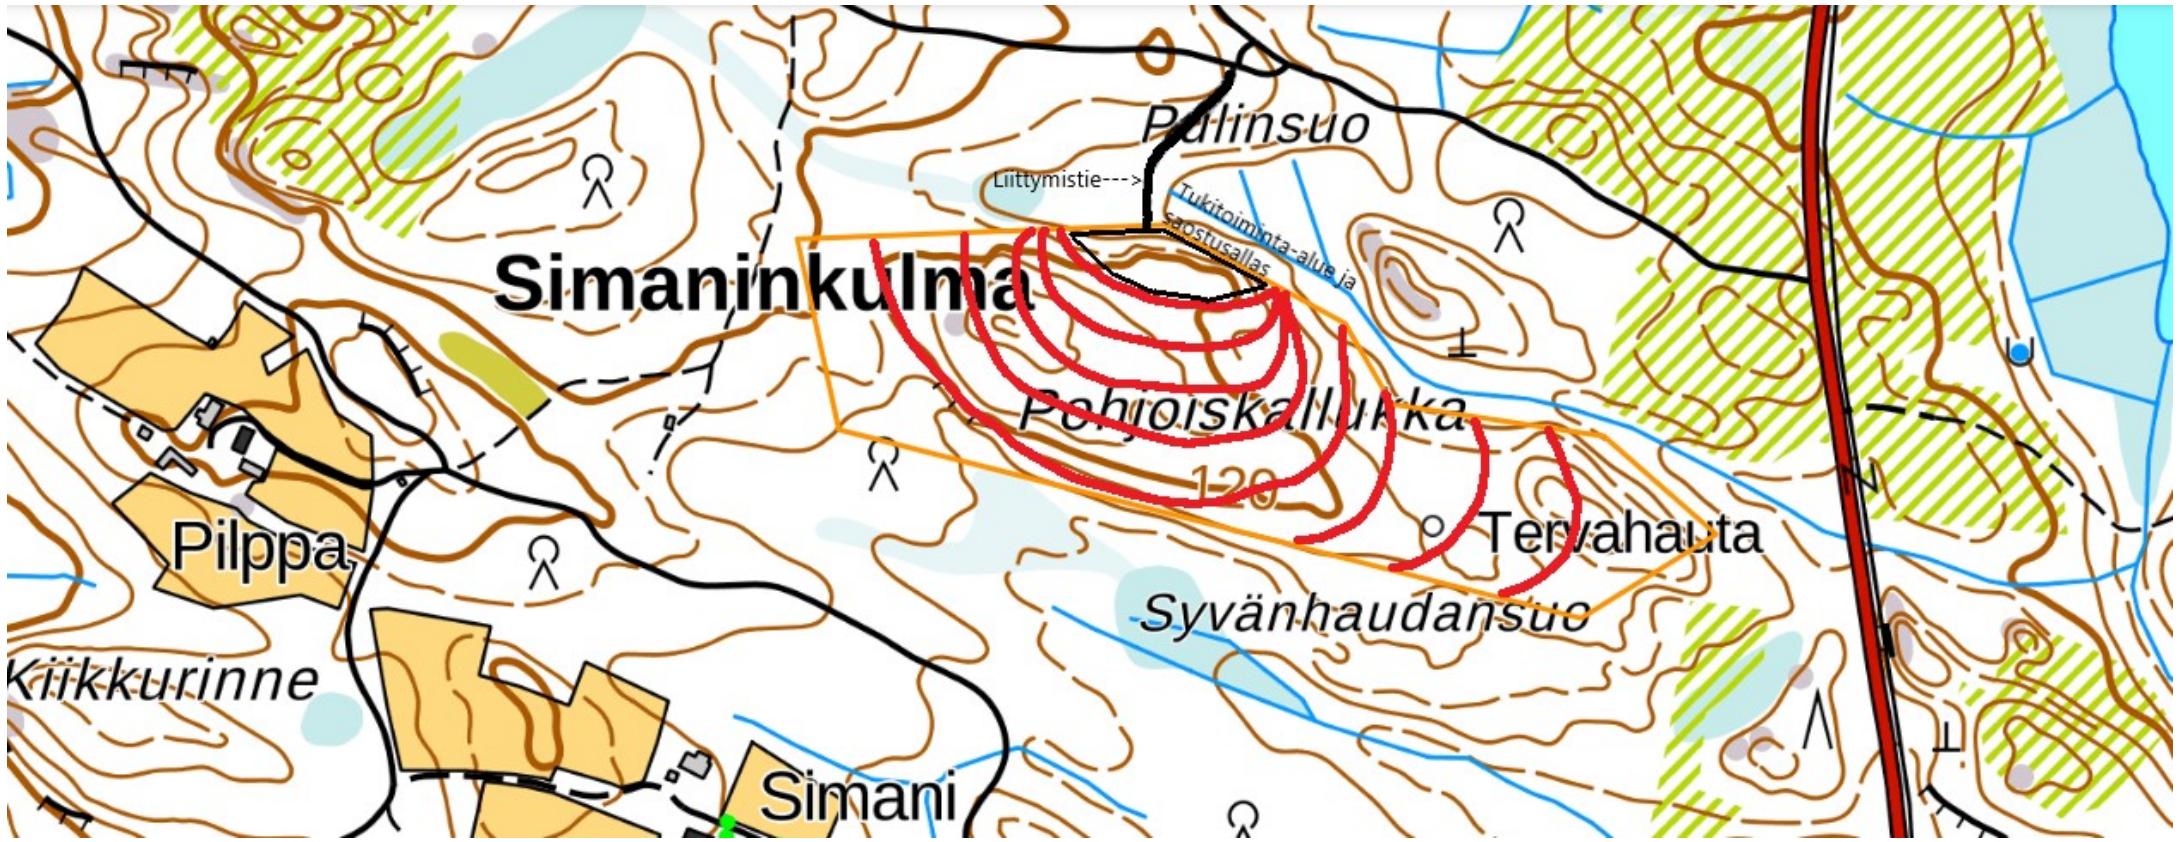 Pulinsuo
Liittymistie--->
Tukitoiminta-alue ja
saostusallas
Simaninkulma
Pohjoiskallukka
120
Tervahauta
Pilppa
Syvänhaudansuo
Kiikkurinne
Simani